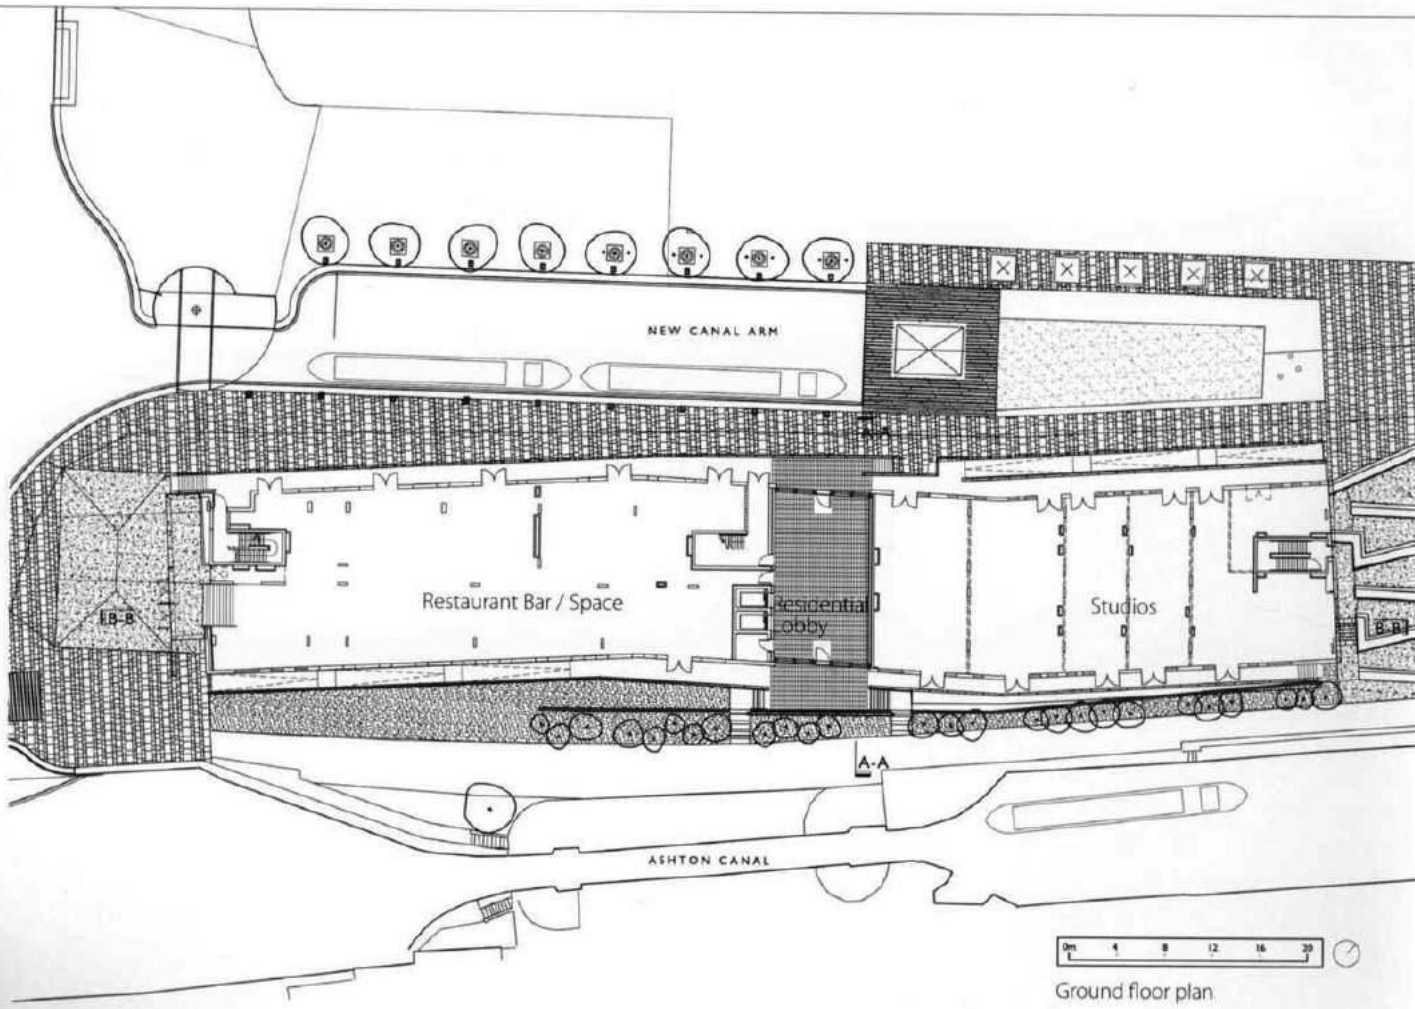 NEW CANAL ARM
A-A
Restaurant Bar / Space
Residential
Lobby
Studios
B-B
B-B
A-A
ASHTON CANAL
0m 4 8 12 16 20
Ground floor plan